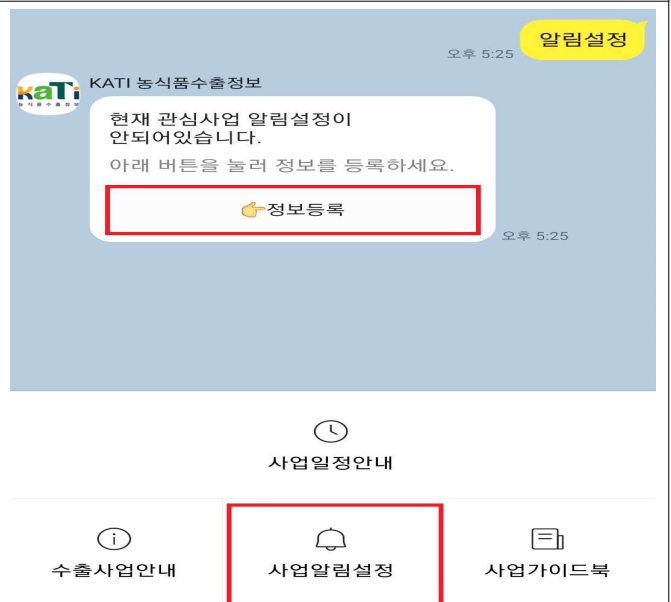 알림설정
오후 5:25
KaTi
농식품수출정보
KATI 농식품수출정보
현재 관심사업 알림설정이
안되어있습니다.
아래 버튼을 눌러 정보를 등록하세요.
👉정보등록
오후 5:25
사업일정안내
수출사업안내
사업알림설정
사업가이드북